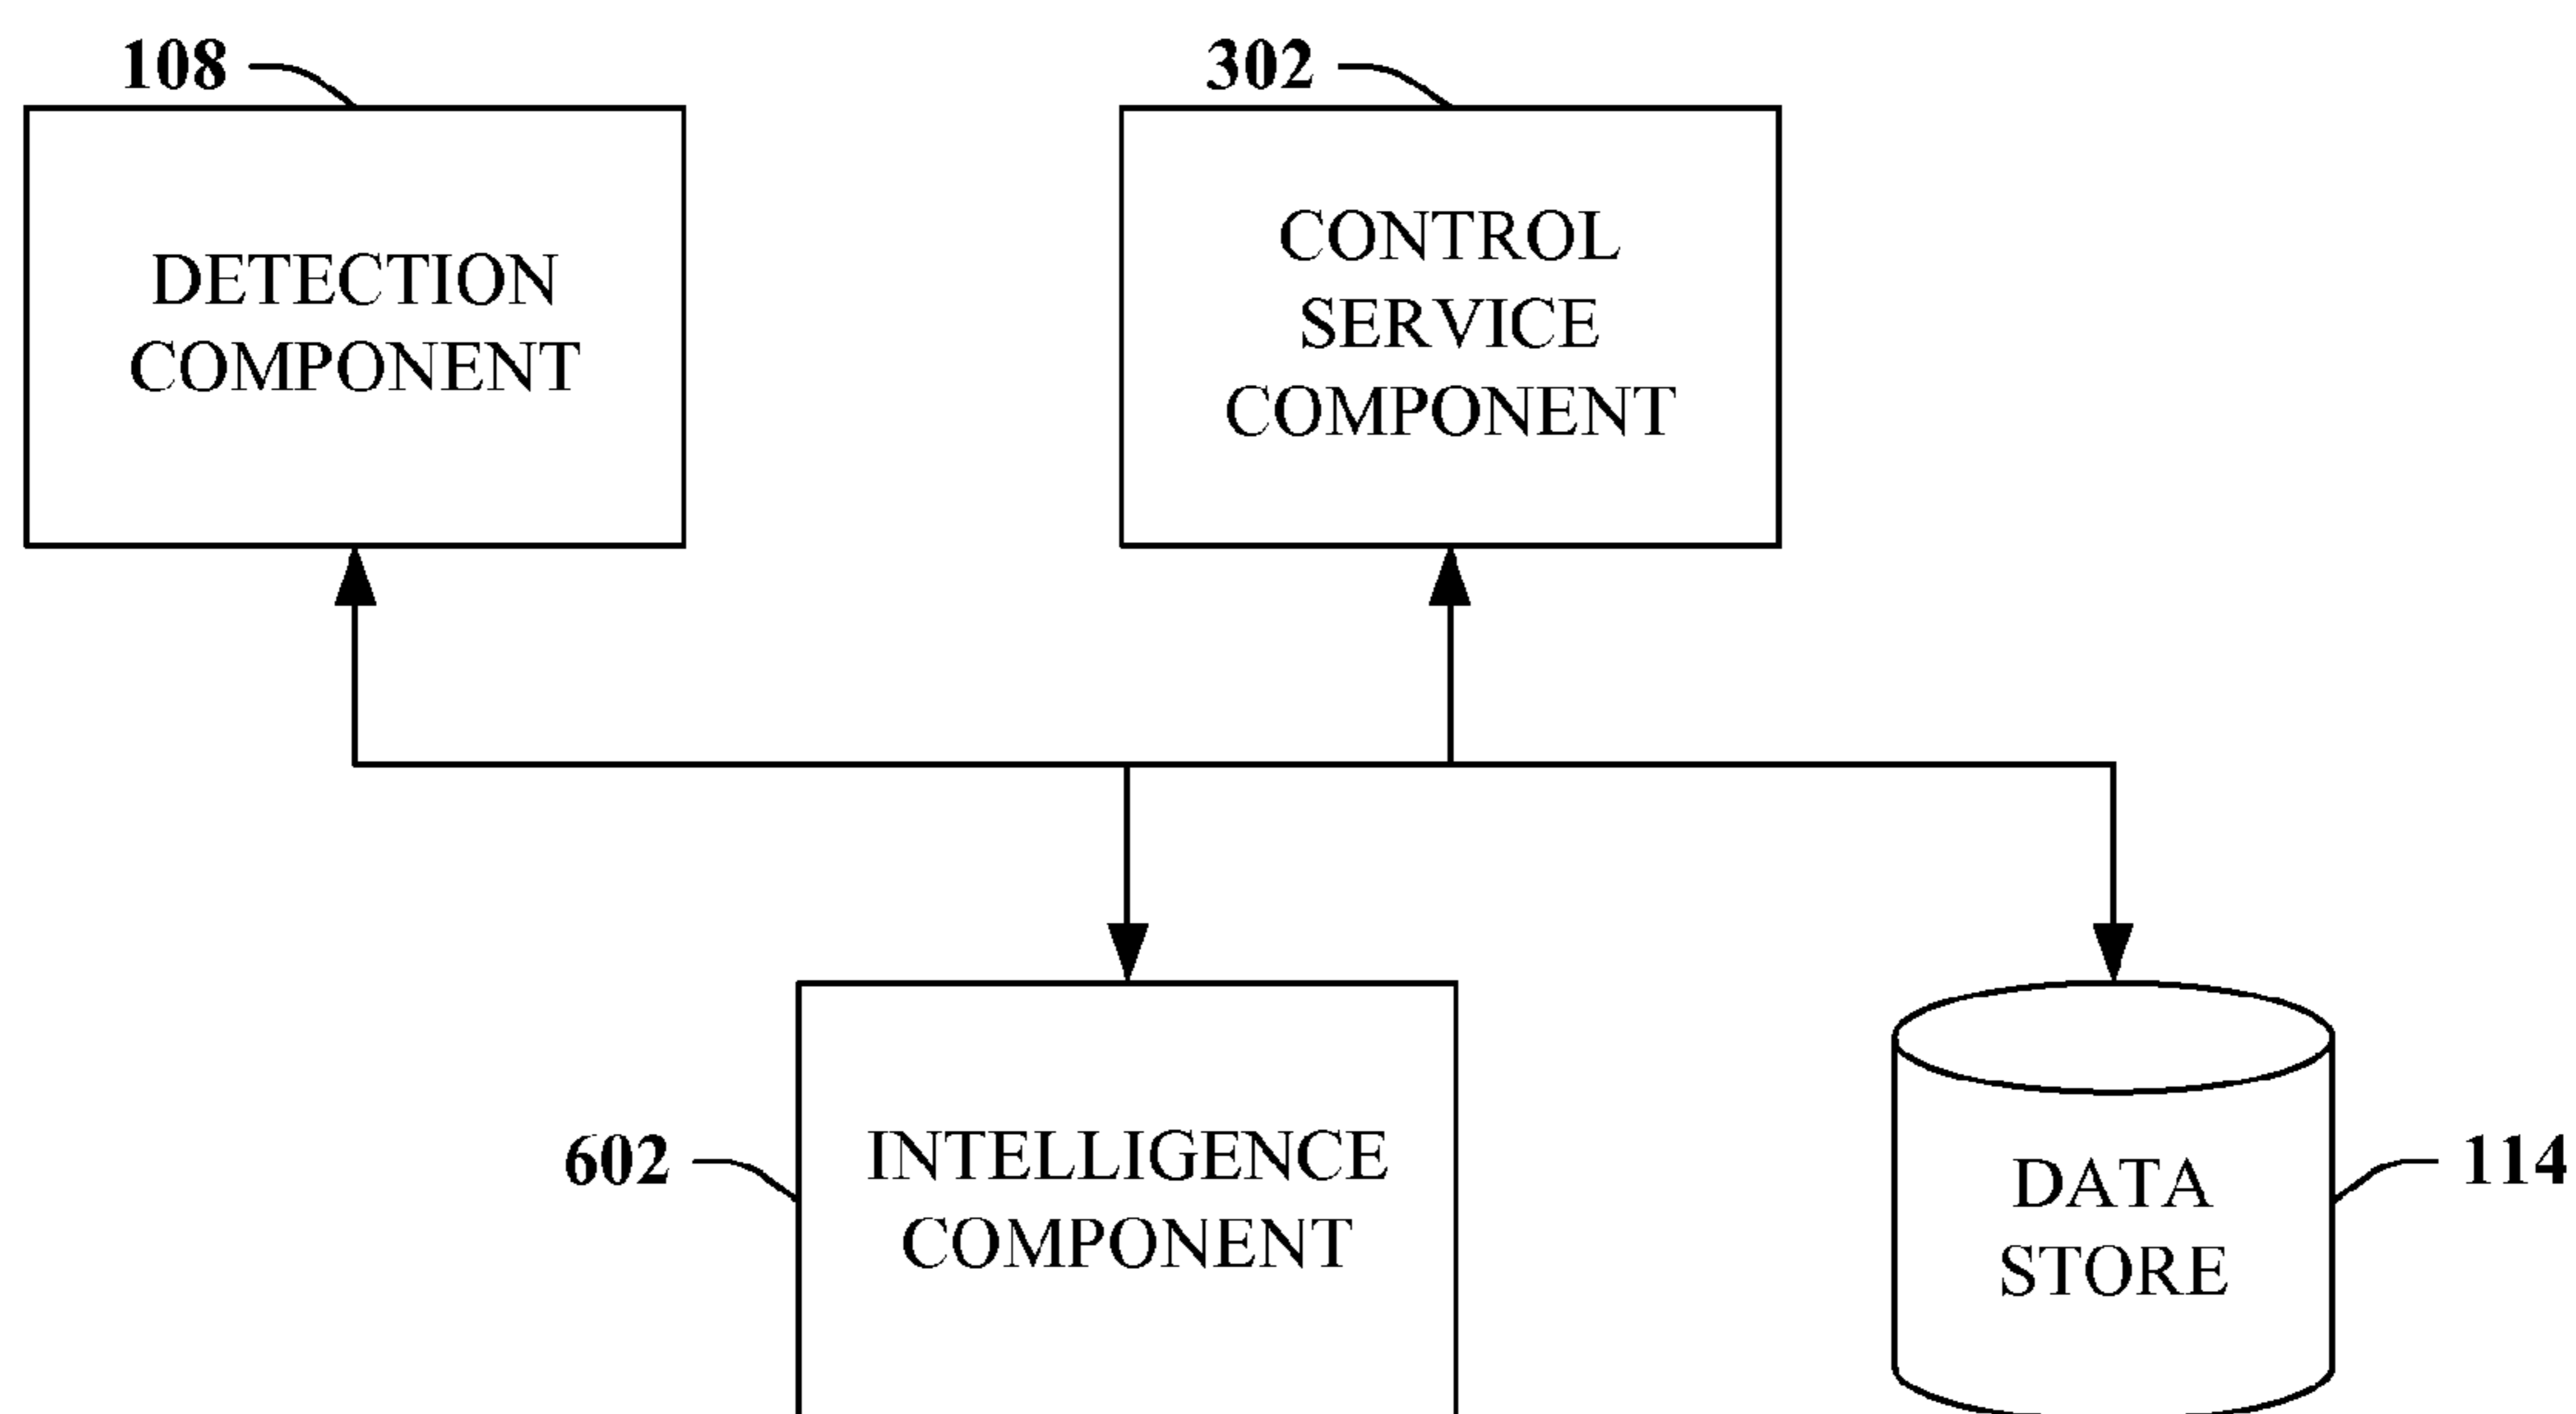 108
302
DETECTION
COMPONENT
CONTROL
SERVICE
COMPONENT
602
INTELLIGENCE
COMPONENT
DATA
STORE
114